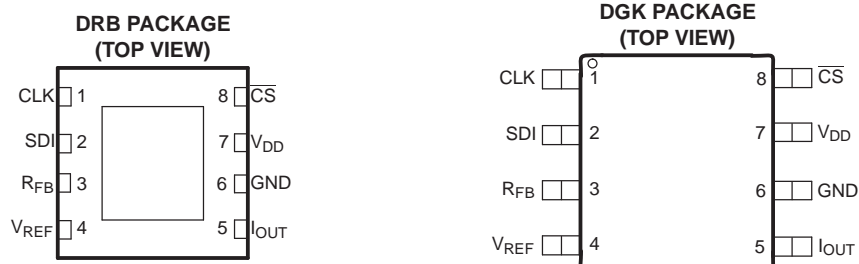 DRB PACKAGE
(TOP VIEW)
CLK 1 8 C̅S̅
SDI 2 7 VDD
RFB 3 6 GND
VREF 4 5 IOUT
DGK PACKAGE
(TOP VIEW)
CLK 1 8 C̅S̅
SDI 2 7 VDD
RFB 3 6 GND
VREF 4 5 IOUT